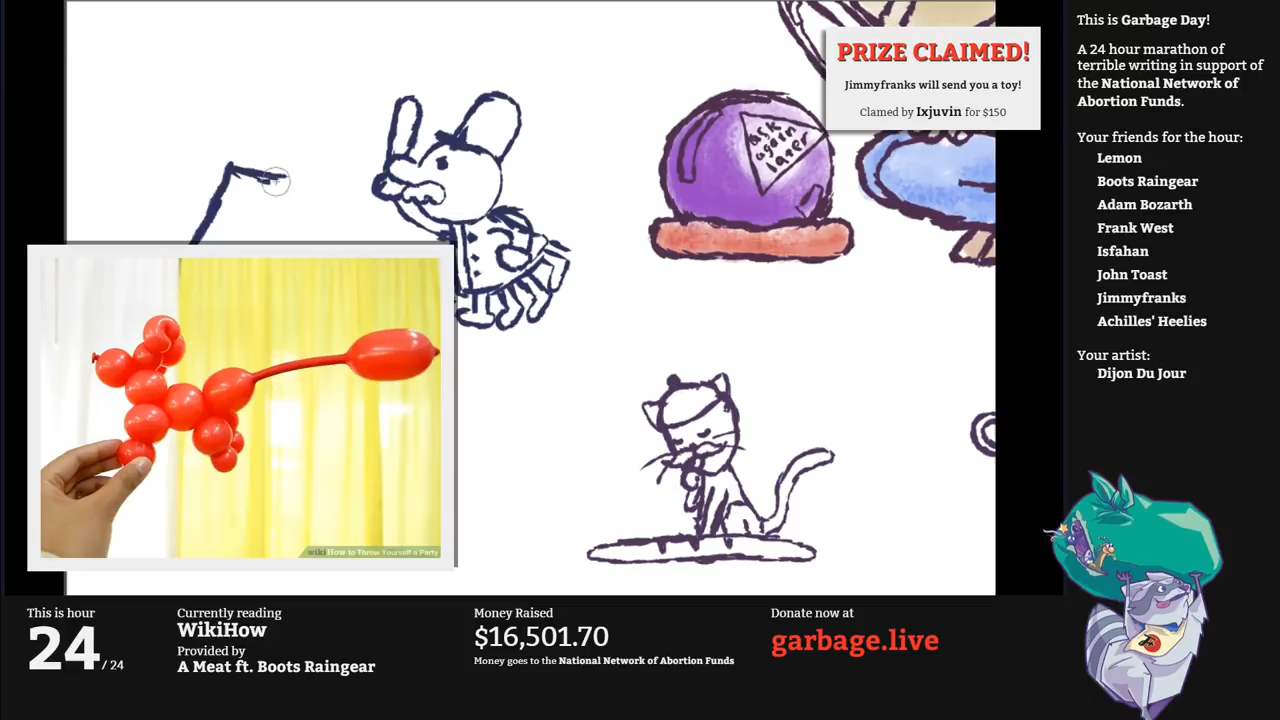 PRIZE CLAIMED!
Jimmyfranks will send you a toy!
Clamed by Ixjuvin for $150
ask
again
later
wikiHow to Throw Yourself a Party
This is Garbage Day!
A 24 hour marathon of
terrible writing in support of
the National Network of
Abortion Funds.
Your friends for the hour:
Lemon
Boots Raingear
Adam Bozarth
Frank West
Isfahan
John Toast
Jimmyfranks
Achilles' Heelies
Your artist:
Dijon Du Jour
This is hour
24 / 24
Currently reading
WikiHow
Provided by
A Meat ft. Boots Raingear
Money Raised
$16,501.70
Money goes to the National Network of Abortion Funds
Donate now at
garbage.live